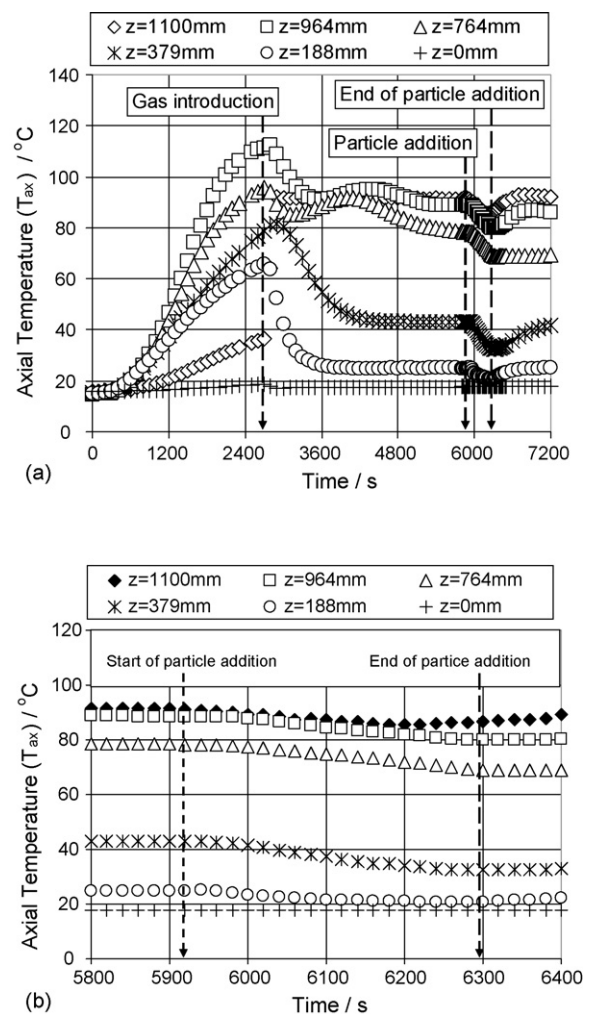 z=1100mm z=964mm z=764mm
z=379mm z=188mm z=0mm
140
120
100
80
60
40
20
0
Axial Temperature (Tax) / °C
Gas introduction
End of particle addition
Particle addition
0 1200 2400 3600 4800 6000 7200
Time / s
(a)
z=1100mm z=964mm z=764mm
z=379mm z=188mm z=0mm
120
100
80
60
40
20
0
Axial Temperature (Tax) / °C
Start of particle addition
End of partice addition
5800 5900 6000 6100 6200 6300 6400
Time / s
(b)